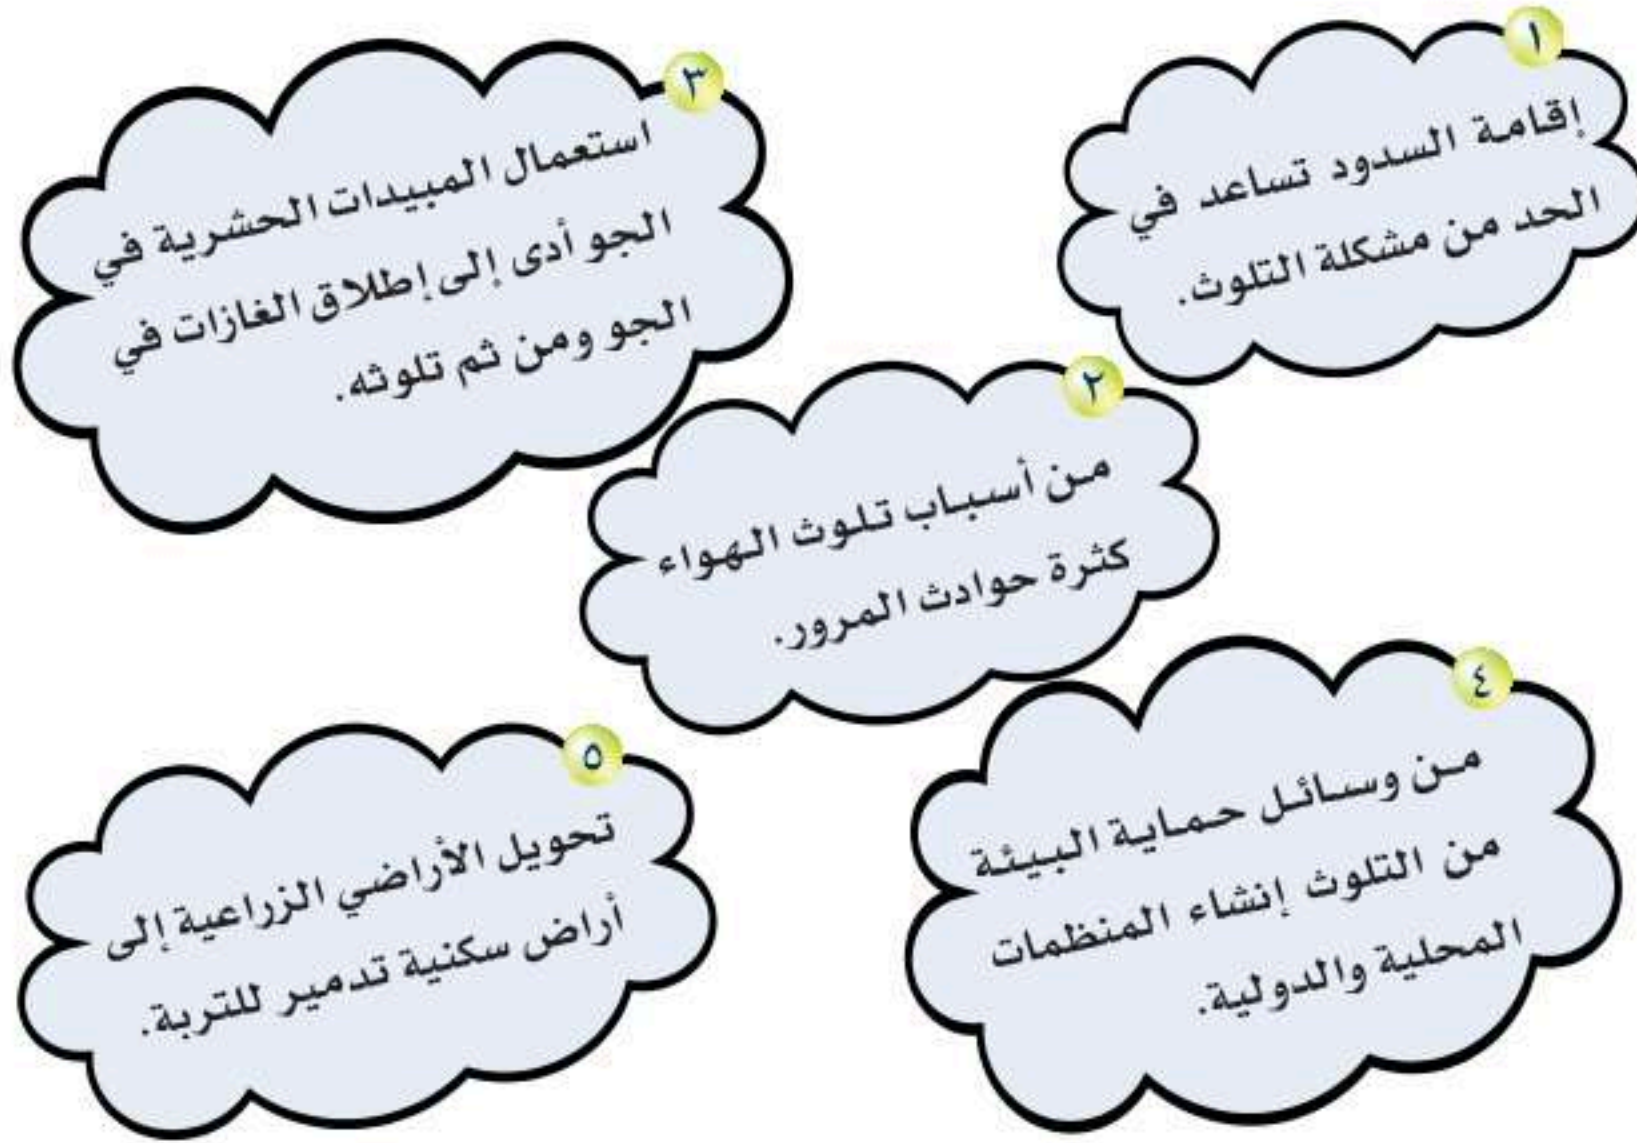 ١
إقامة السدود تساعد في
الحد من مشكلة التلوث.
٢
من أسباب تلوث الهواء
كثرة حوادث المرور.
٣
استعمال المبيدات الحشرية في
الجو أدى إلى إطلاق الغازات في
الجو ومن ثم تلوثه.
٤
من وسائل حماية البيئة
من التلوث إنشاء المنظمات
المحلية والدولية.
٥
تحويل الأراضي الزراعية إلى
أراض سكنية تدمير للتربة.